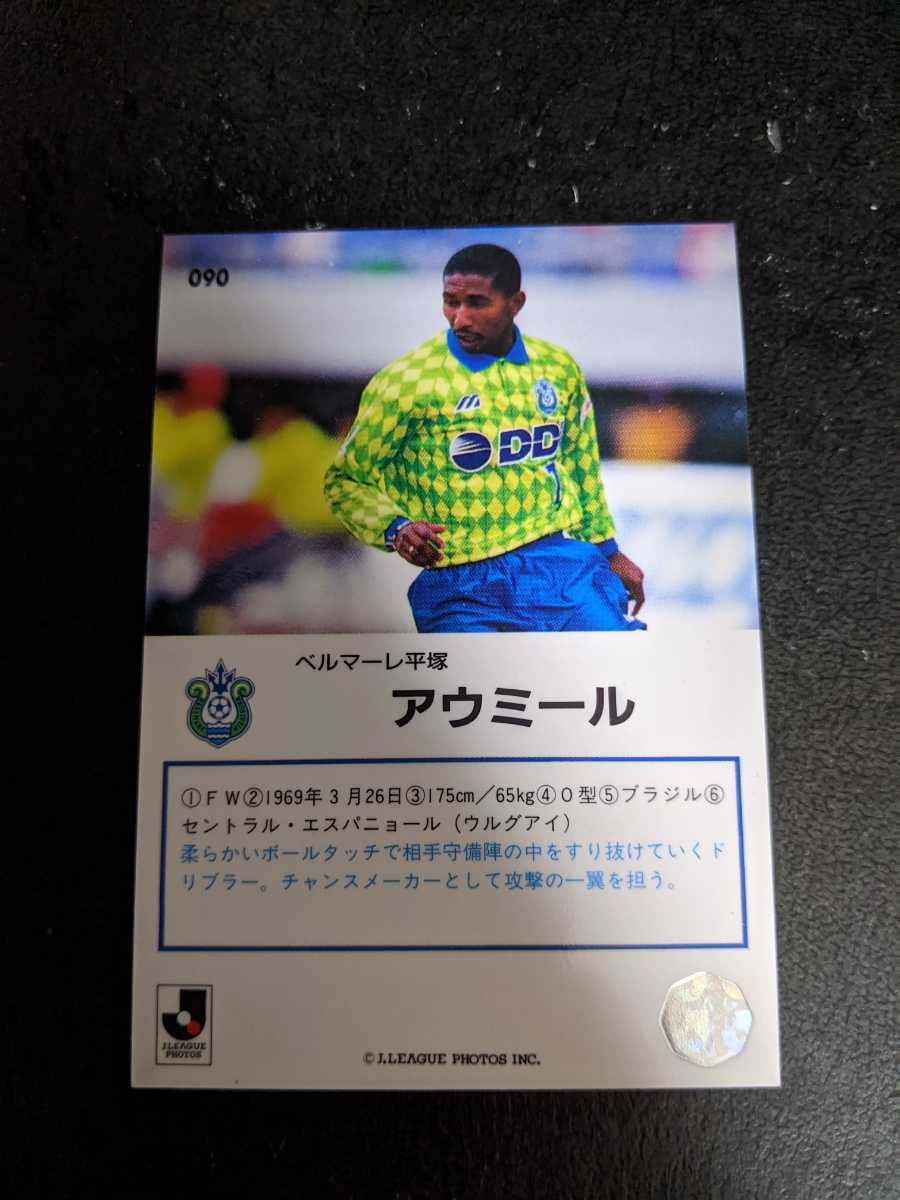 090
DD
ベルマーレ平塚
アウミール
①ＦＷ②1969年３月26日③175cm／65kg④Ｏ型⑤ブラジル⑥
セントラル・エスパニョール（ウルグアイ）
柔らかいボールタッチで相手守備陣の中をすり抜けていくド
リブラー。チャンスメーカーとして攻撃の一翼を担う。
J.LEAGUE
PHOTOS
© J.LEAGUE PHOTOS INC.